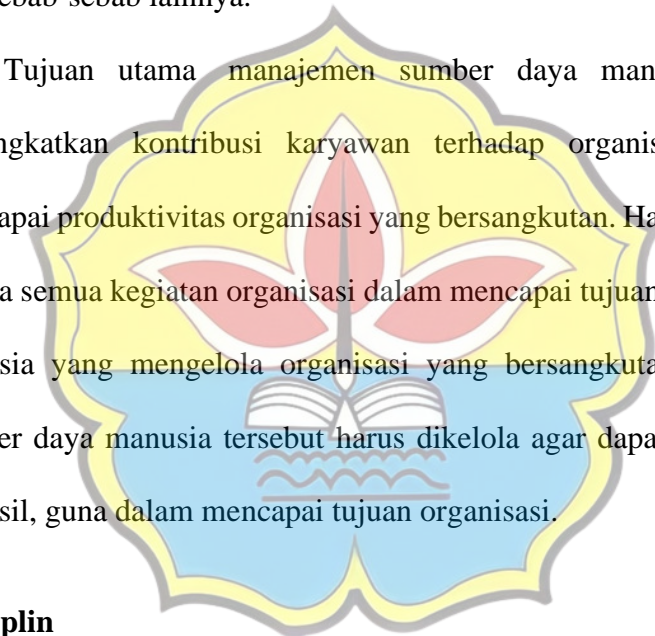 ebab-sebab lainnya.
Tujuan utama manajemen sumber daya man
ngkatkan kontribusi karyawan terhadap organis
apai produktivitas organisasi yang bersangkutan. Ha
a semua kegiatan organisasi dalam mencapai tujuan
sia yang mengelola organisasi yang bersangkuta
er daya manusia tersebut harus dikelola agar dapa
sil, guna dalam mencapai tujuan organisasi.
plin